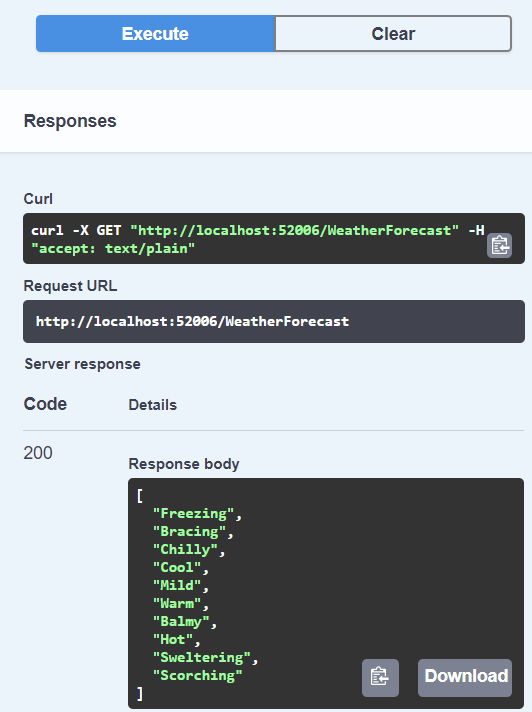 Execute Clear
Responses
Curl
curl -X GET "http://localhost:52006/WeatherForecast" -H
"accept: text/plain"
Request URL
http://localhost:52006/WeatherForecast
Server response
Code Details
200
Response body
[
  "Freezing",
  "Bracing",
  "Chilly",
  "Cool",
  "Mild",
  "Warm",
  "Balmy",
  "Hot",
  "Sweltering",
  "Scorching"
]
Download